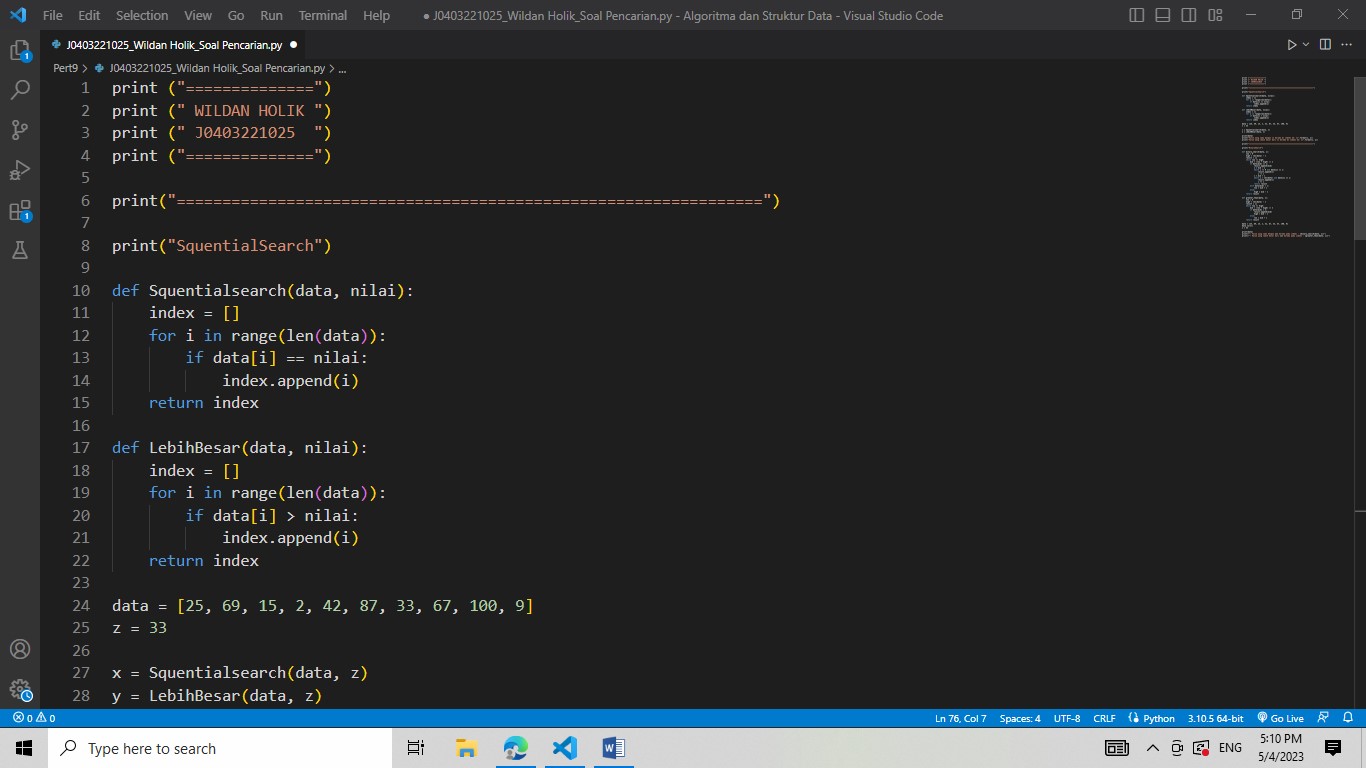 File Edit Selection View Go Run Terminal Help ● J0403221025_Wildan Holik_Soal Pencarian.py - Algoritma dan Struktur Data - Visual Studio Code
J0403221025_Wildan Holik_Soal Pencarian.py ●
Pert9 > J0403221025_Wildan Holik_Soal Pencarian.py > ...
1 print ("==============")
2 print (" WILDAN HOLIK ")
3 print (" J0403221025  ")
4 print ("==============")
5
6 print("================================================================")
7
8 print("SquentialSearch")
9
10 def Squentialsearch(data, nilai):
11     index = []
12     for i in range(len(data)):
13         if data[i] == nilai:
14             index.append(i)
15     return index
16
17 def LebihBesar(data, nilai):
18     index = []
19     for i in range(len(data)):
20         if data[i] > nilai:
21             index.append(i)
22     return index
23
24 data = [25, 69, 15, 2, 42, 87, 33, 67, 100, 9]
25 z = 33
26
27 x = Squentialsearch(data, z)
28 y = LebihBesar(data, z)
1
1
0 0 Ln 76, Col 7 Spaces: 4 UTF-8 CRLF Python 3.10.5 64-bit Go Live
Type here to search
ENG
5:10 PM
5/4/2023